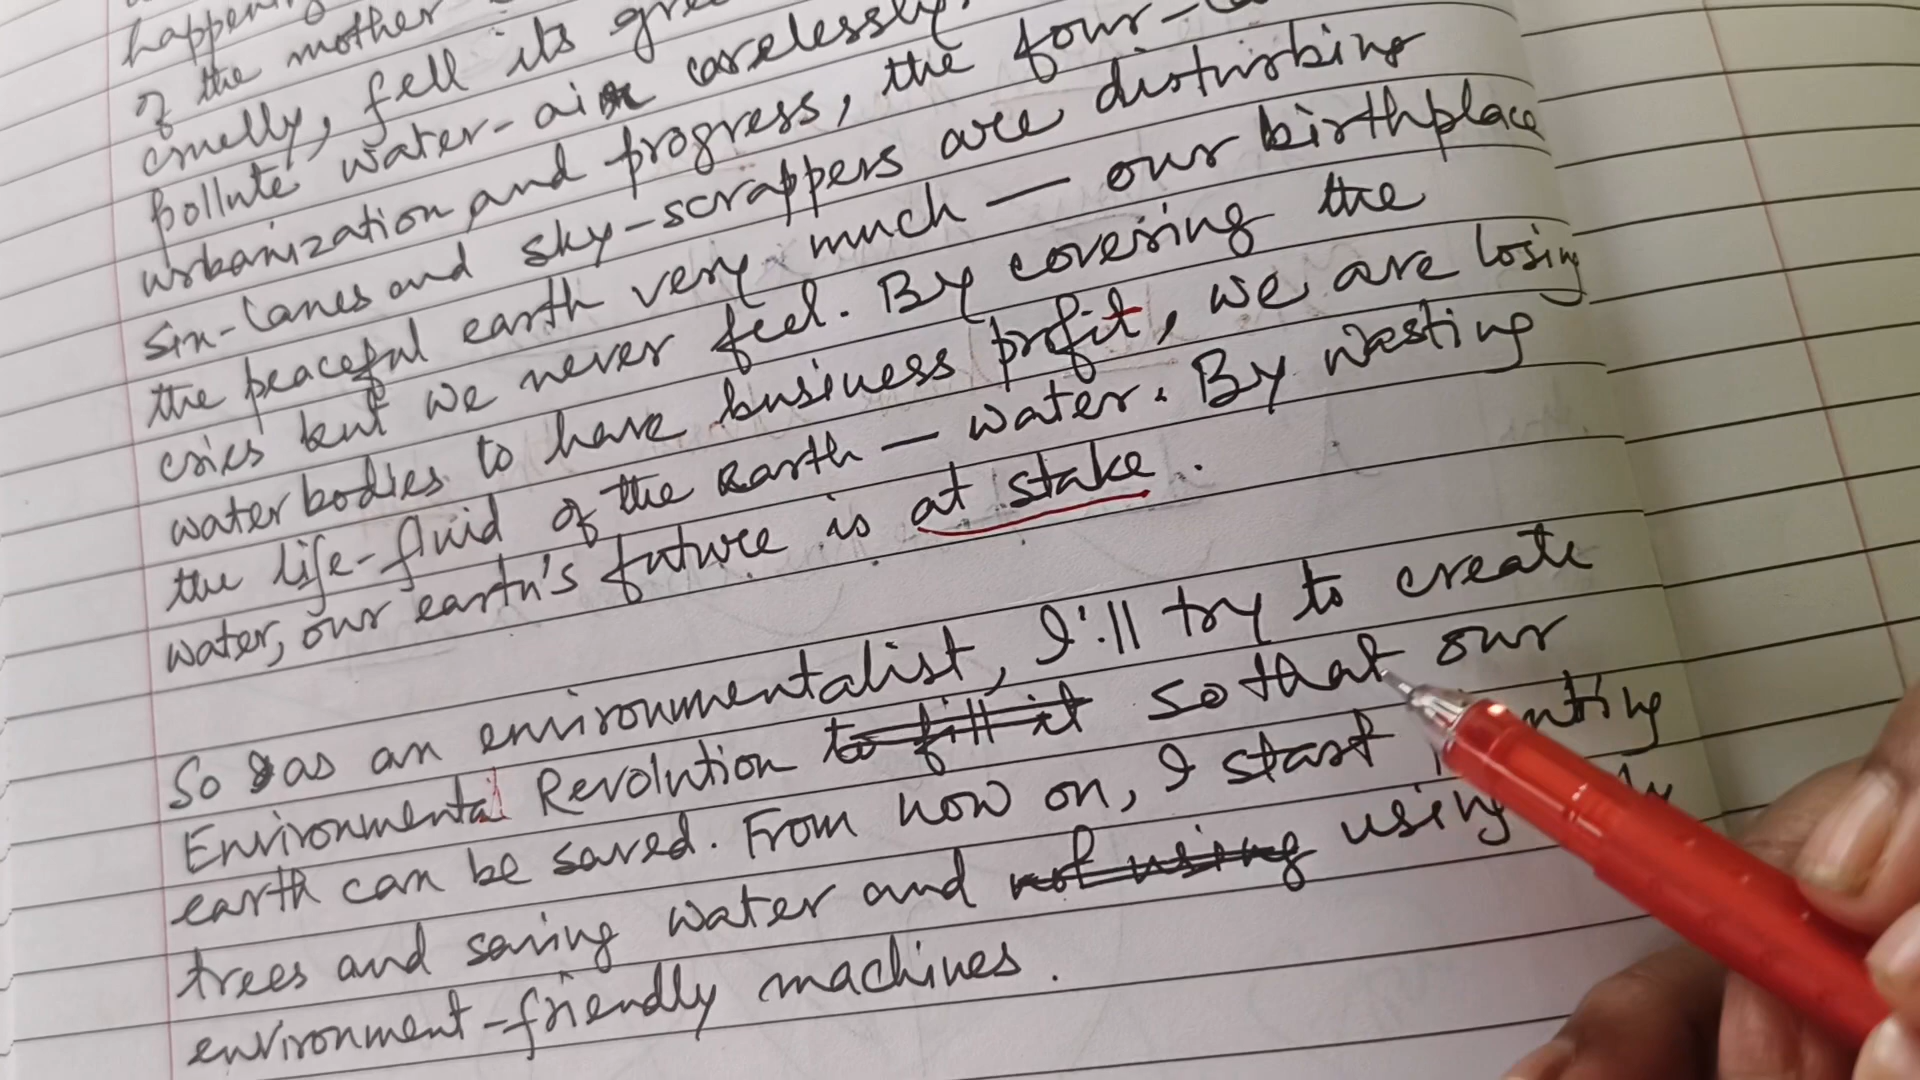 happening
of the mother
cruelly, fell its
pollute water-air carelessly.
urbanization and progress, the four-
six-lanes and sky-scrappers are disturbing
the peaceful earth very much — our birthplace
cries but we never feel. By covering the
water bodies to have business profit, we are losing
the life-fluid of the earth — water. By wasting
water, our earth's future is at stake.
So as an environmentalist, I'll try to create
Environmental Revolution to fill it so that our
earth can be saved. From now on, I start
trees and saving water and not using using
environment-friendly machines.